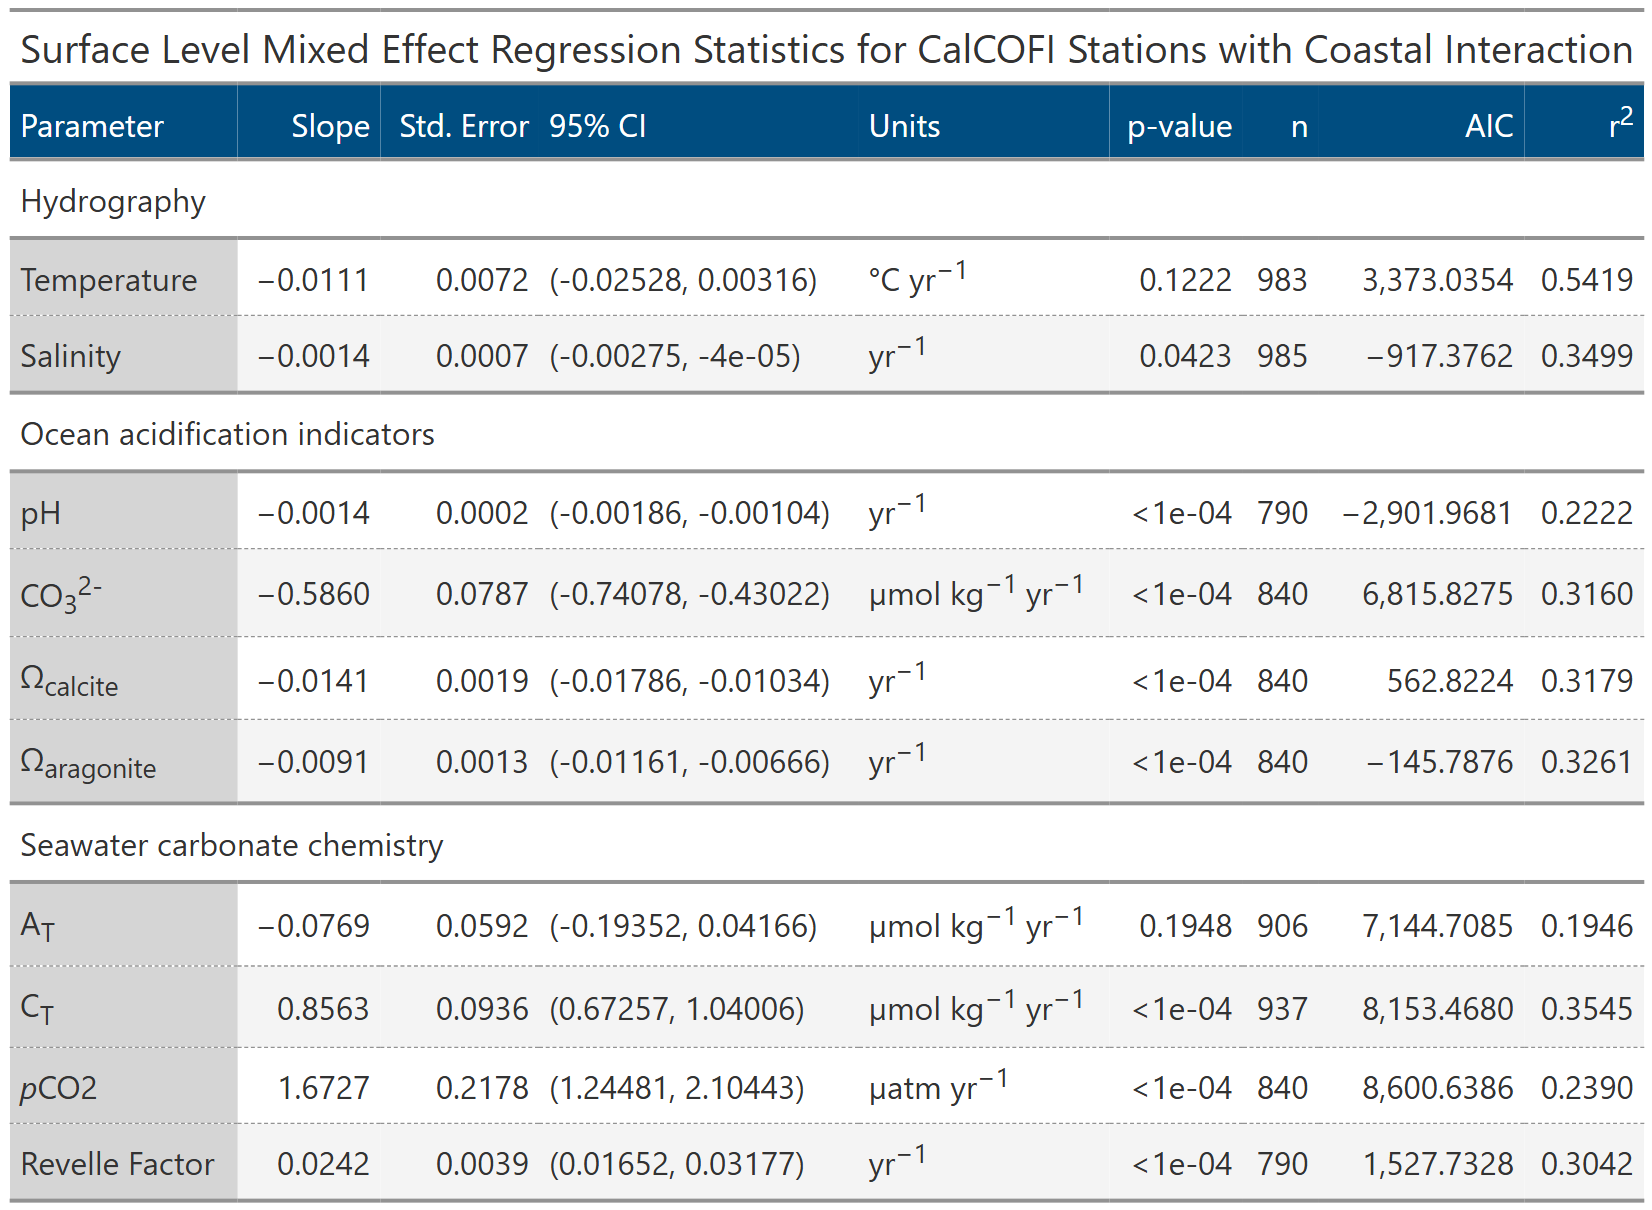 Surface Level Mixed Effect Regression Statistics for CalCOFI Stations with Coastal Interaction
Parameter Slope Std. Error 95% CI Units p-value n AIC r²
Hydrography
Temperature −0.0111 0.0072 (-0.02528, 0.00316) °C yr⁻¹ 0.1222 983 3,373.0354 0.5419
Salinity −0.0014 0.0007 (-0.00275, -4e-05) yr⁻¹ 0.0423 985 −917.3762 0.3499
Ocean acidification indicators
pH −0.0014 0.0002 (-0.00186, -0.00104) yr⁻¹ <1e-04 790 −2,901.9681 0.2222
CO₃²⁻ −0.5860 0.0787 (-0.74078, -0.43022) µmol kg⁻¹ yr⁻¹ <1e-04 840 6,815.8275 0.3160
Ωcalcite −0.0141 0.0019 (-0.01786, -0.01034) yr⁻¹ <1e-04 840 562.8224 0.3179
Ωaragonite −0.0091 0.0013 (-0.01161, -0.00666) yr⁻¹ <1e-04 840 −145.7876 0.3261
Seawater carbonate chemistry
AT −0.0769 0.0592 (-0.19352, 0.04166) µmol kg⁻¹ yr⁻¹ 0.1948 906 7,144.7085 0.1946
CT 0.8563 0.0936 (0.67257, 1.04006) µmol kg⁻¹ yr⁻¹ <1e-04 937 8,153.4680 0.3545
pCO2 1.6727 0.2178 (1.24481, 2.10443) µatm yr⁻¹ <1e-04 840 8,600.6386 0.2390
Revelle Factor 0.0242 0.0039 (0.01652, 0.03177) yr⁻¹ <1e-04 790 1,527.7328 0.3042